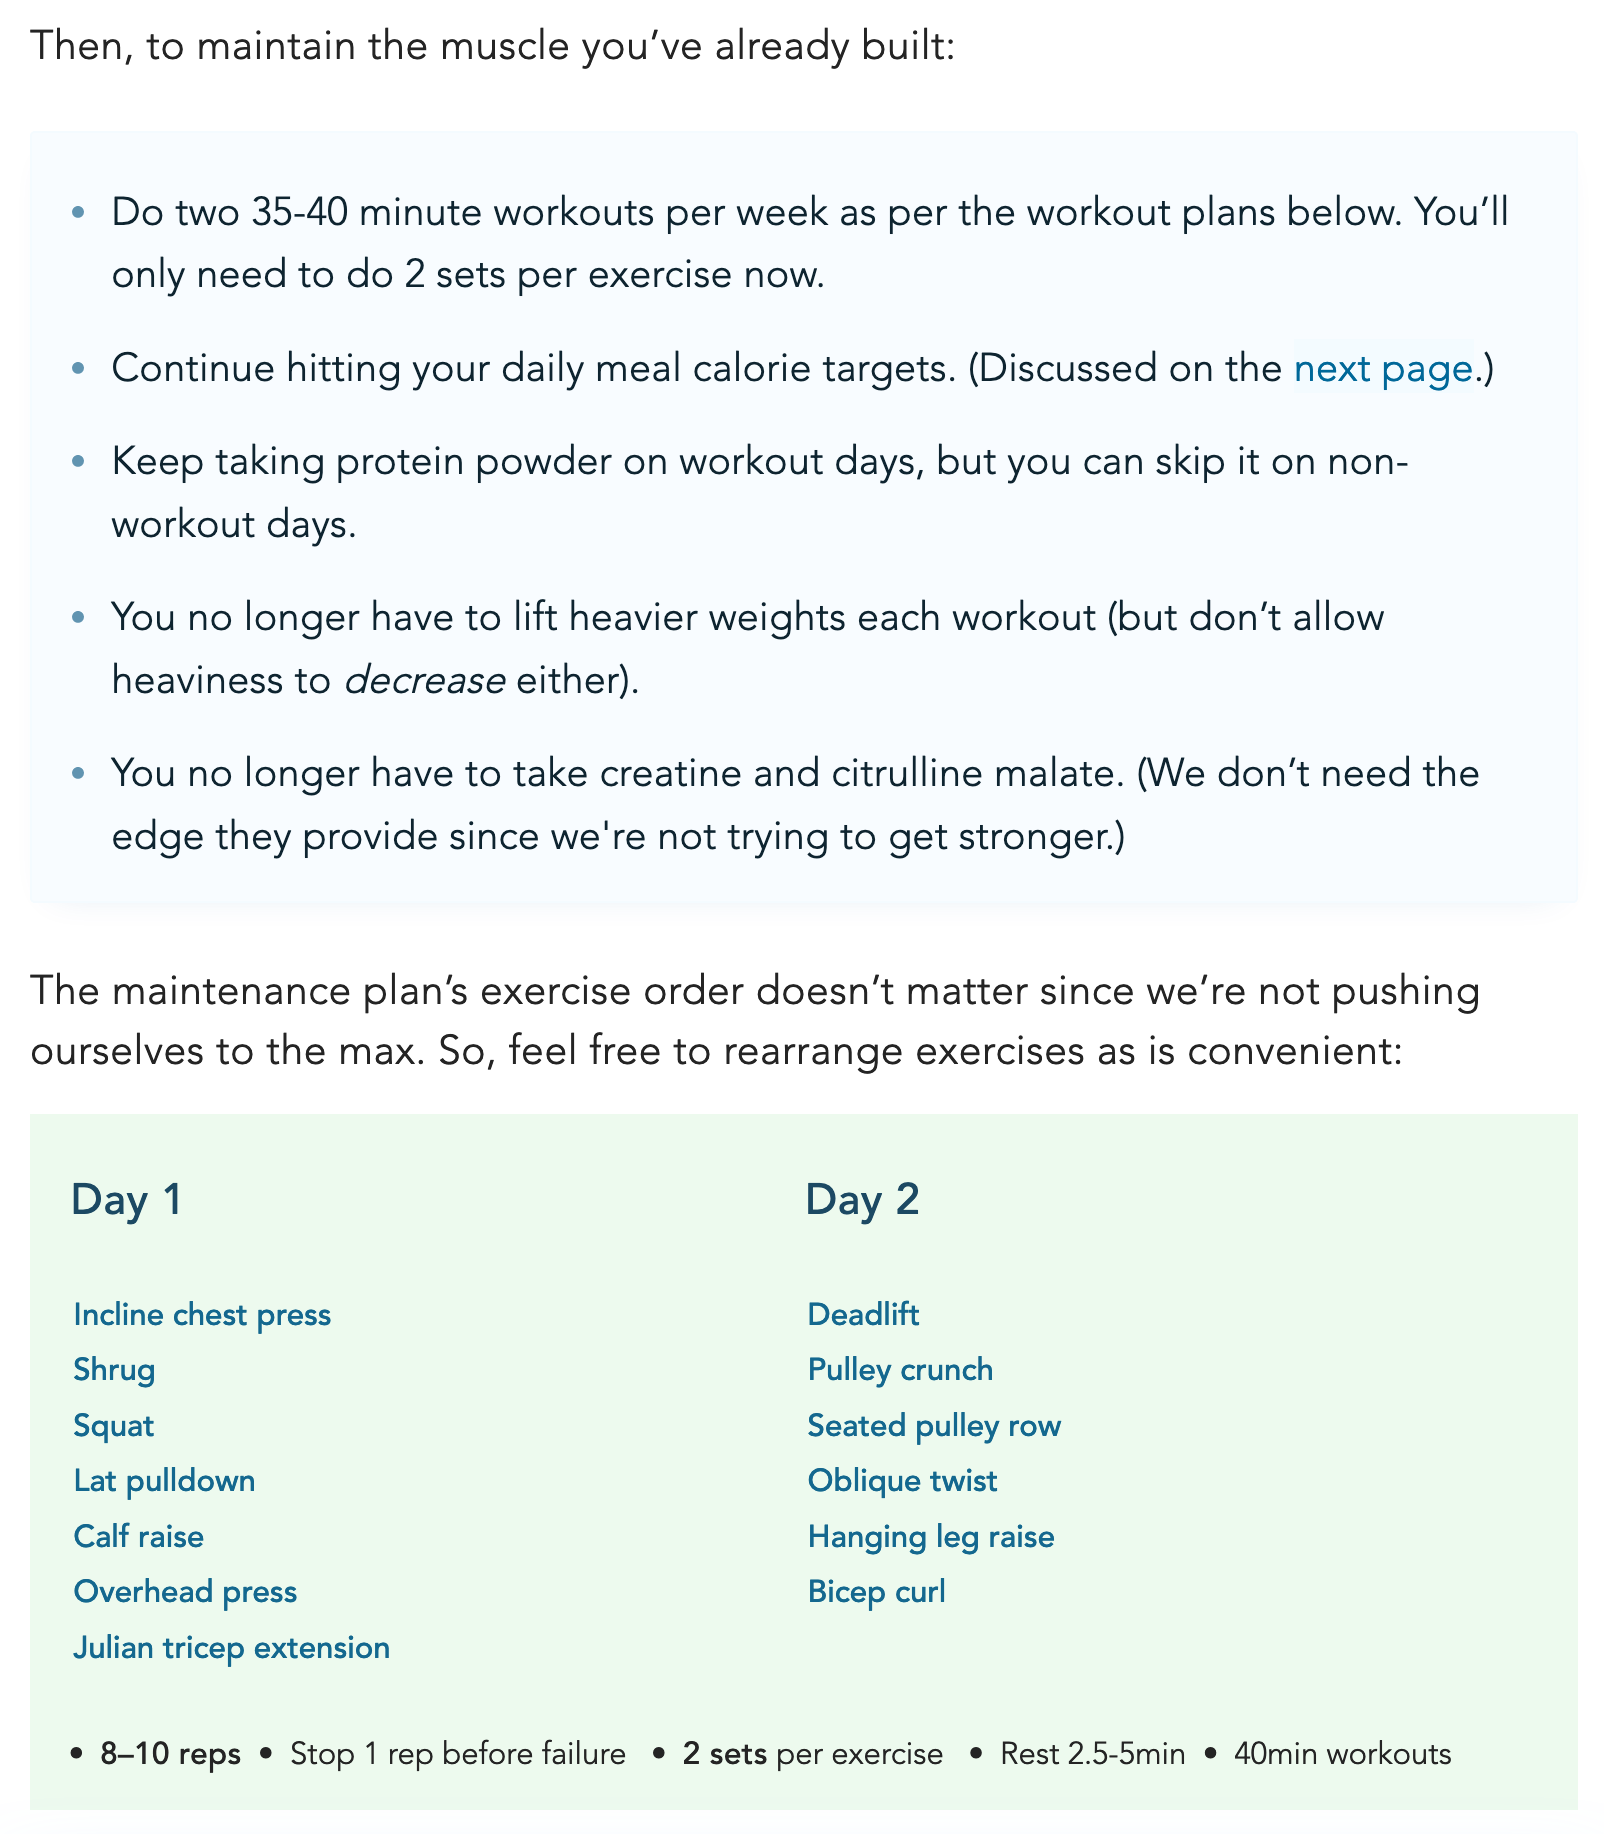 Then, to maintain the muscle you’ve already built:
• Do two 35-40 minute workouts per week as per the workout plans below. You’ll
only need to do 2 sets per exercise now.
• Continue hitting your daily meal calorie targets. (Discussed on the next page.)
• Keep taking protein powder on workout days, but you can skip it on non-
workout days.
• You no longer have to lift heavier weights each workout (but don’t allow
heaviness to decrease either).
• You no longer have to take creatine and citrulline malate. (We don’t need the
edge they provide since we're not trying to get stronger.)
The maintenance plan’s exercise order doesn’t matter since we’re not pushing
ourselves to the max. So, feel free to rearrange exercises as is convenient:
Day 1
Incline chest press
Shrug
Squat
Lat pulldown
Calf raise
Overhead press
Julian tricep extension
Day 2
Deadlift
Pulley crunch
Seated pulley row
Oblique twist
Hanging leg raise
Bicep curl
• 8–10 reps • Stop 1 rep before failure • 2 sets per exercise • Rest 2.5-5min • 40min workouts